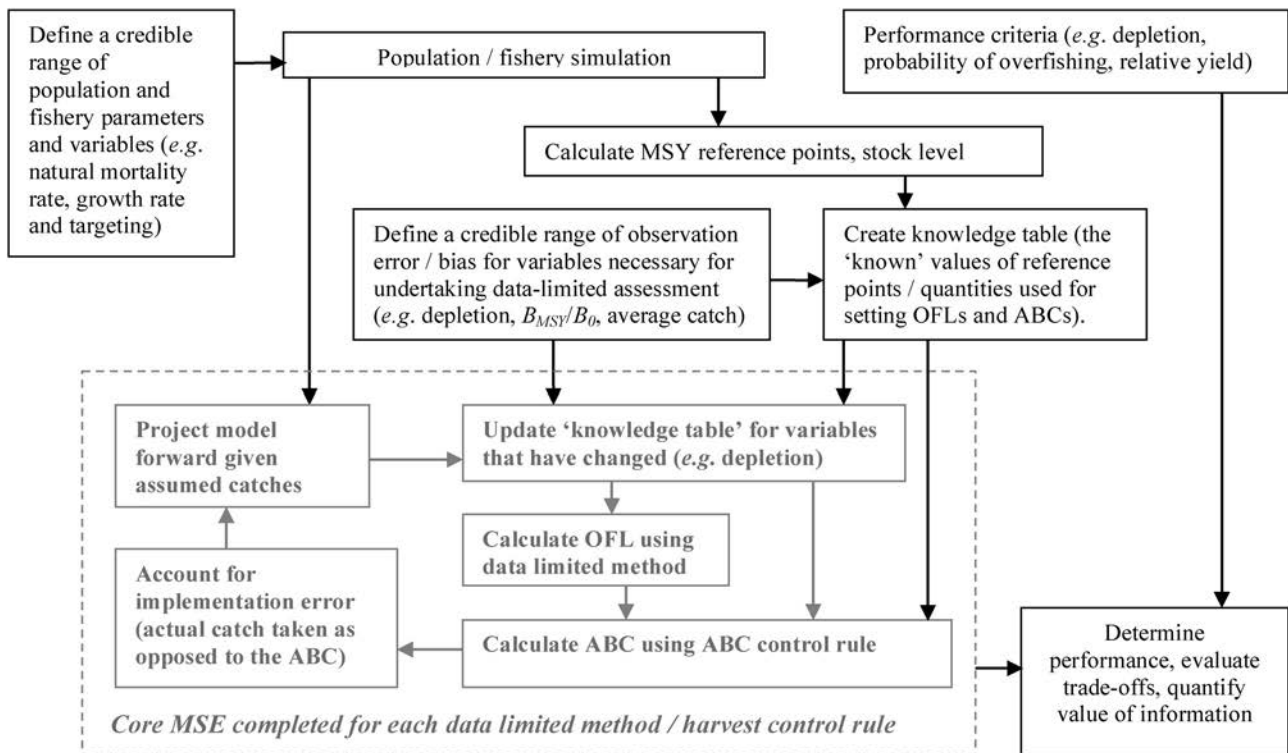 Define a credible
range of
population and
fishery parameters
and variables (e.g.
natural mortality
rate, growth rate
and targeting)
Population / fishery simulation
Performance criteria (e.g. depletion,
probability of overfishing, relative yield)
Calculate MSY reference points, stock level
Define a credible range of observation
error / bias for variables necessary for
undertaking data-limited assessment
(e.g. depletion, BMSY/B0, average catch)
Create knowledge table (the
‘known’ values of reference
points / quantities used for
setting OFLs and ABCs).
Project model
forward given
assumed catches
Update ‘knowledge table’ for variables
that have changed (e.g. depletion)
Calculate OFL using
data limited method
Account for
implementation error
(actual catch taken as
opposed to the ABC)
Calculate ABC using ABC control rule
Core MSE completed for each data limited method / harvest control rule
Determine
performance, evaluate
trade-offs, quantify
value of information